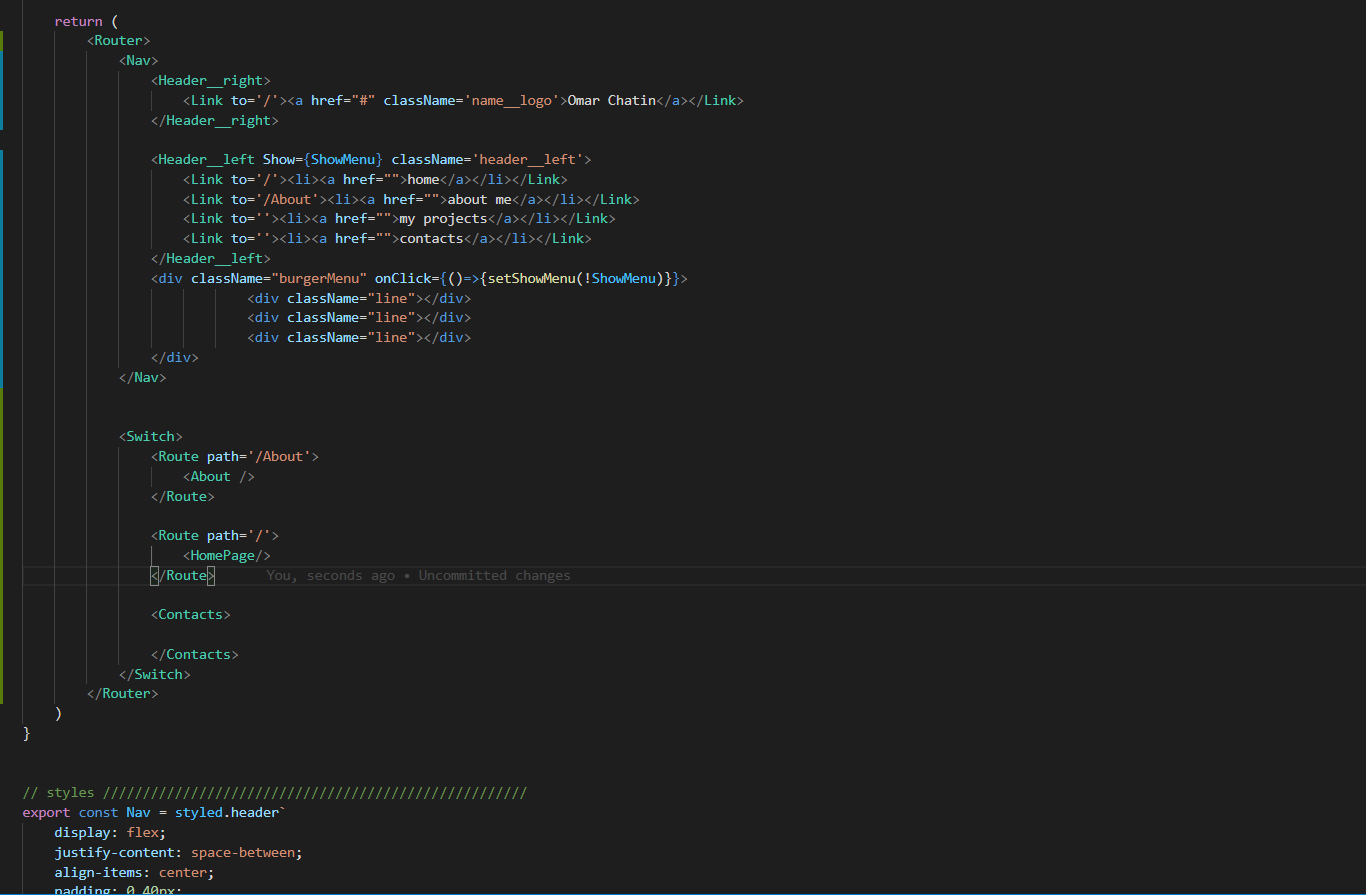 return (
<Router>
<Nav>
<Header__right>
<Link to='/'><a href="#" className='name__logo'>Omar Chatin</a></Link>
</Header__right>
<Header__left Show={ShowMenu} className='header__left'>
<Link to='/'><li><a href="">home</a></li></Link>
<Link to='/About'><li><a href="">about me</a></li></Link>
<Link to=''><li><a href="">my projects</a></li></Link>
<Link to=''><li><a href="">contacts</a></li></Link>
</Header__left>
<div className="burgerMenu" onClick={()=>{setShowMenu(!ShowMenu)}}>
<div className="line"></div>
<div className="line"></div>
<div className="line"></div>
</div>
</Nav>
<Switch>
<Route path='/About'>
<About />
</Route>
<Route path='/'>
<HomePage/>
</Route> You, seconds ago • Uncommitted changes
<Contacts>
</Contacts>
</Switch>
</Router>
)
}
// styles /////////////////////////////////////////////////////
export const Nav = styled.header`
display: flex;
justify-content: space-between;
align-items: center;
padding: 0 40px;